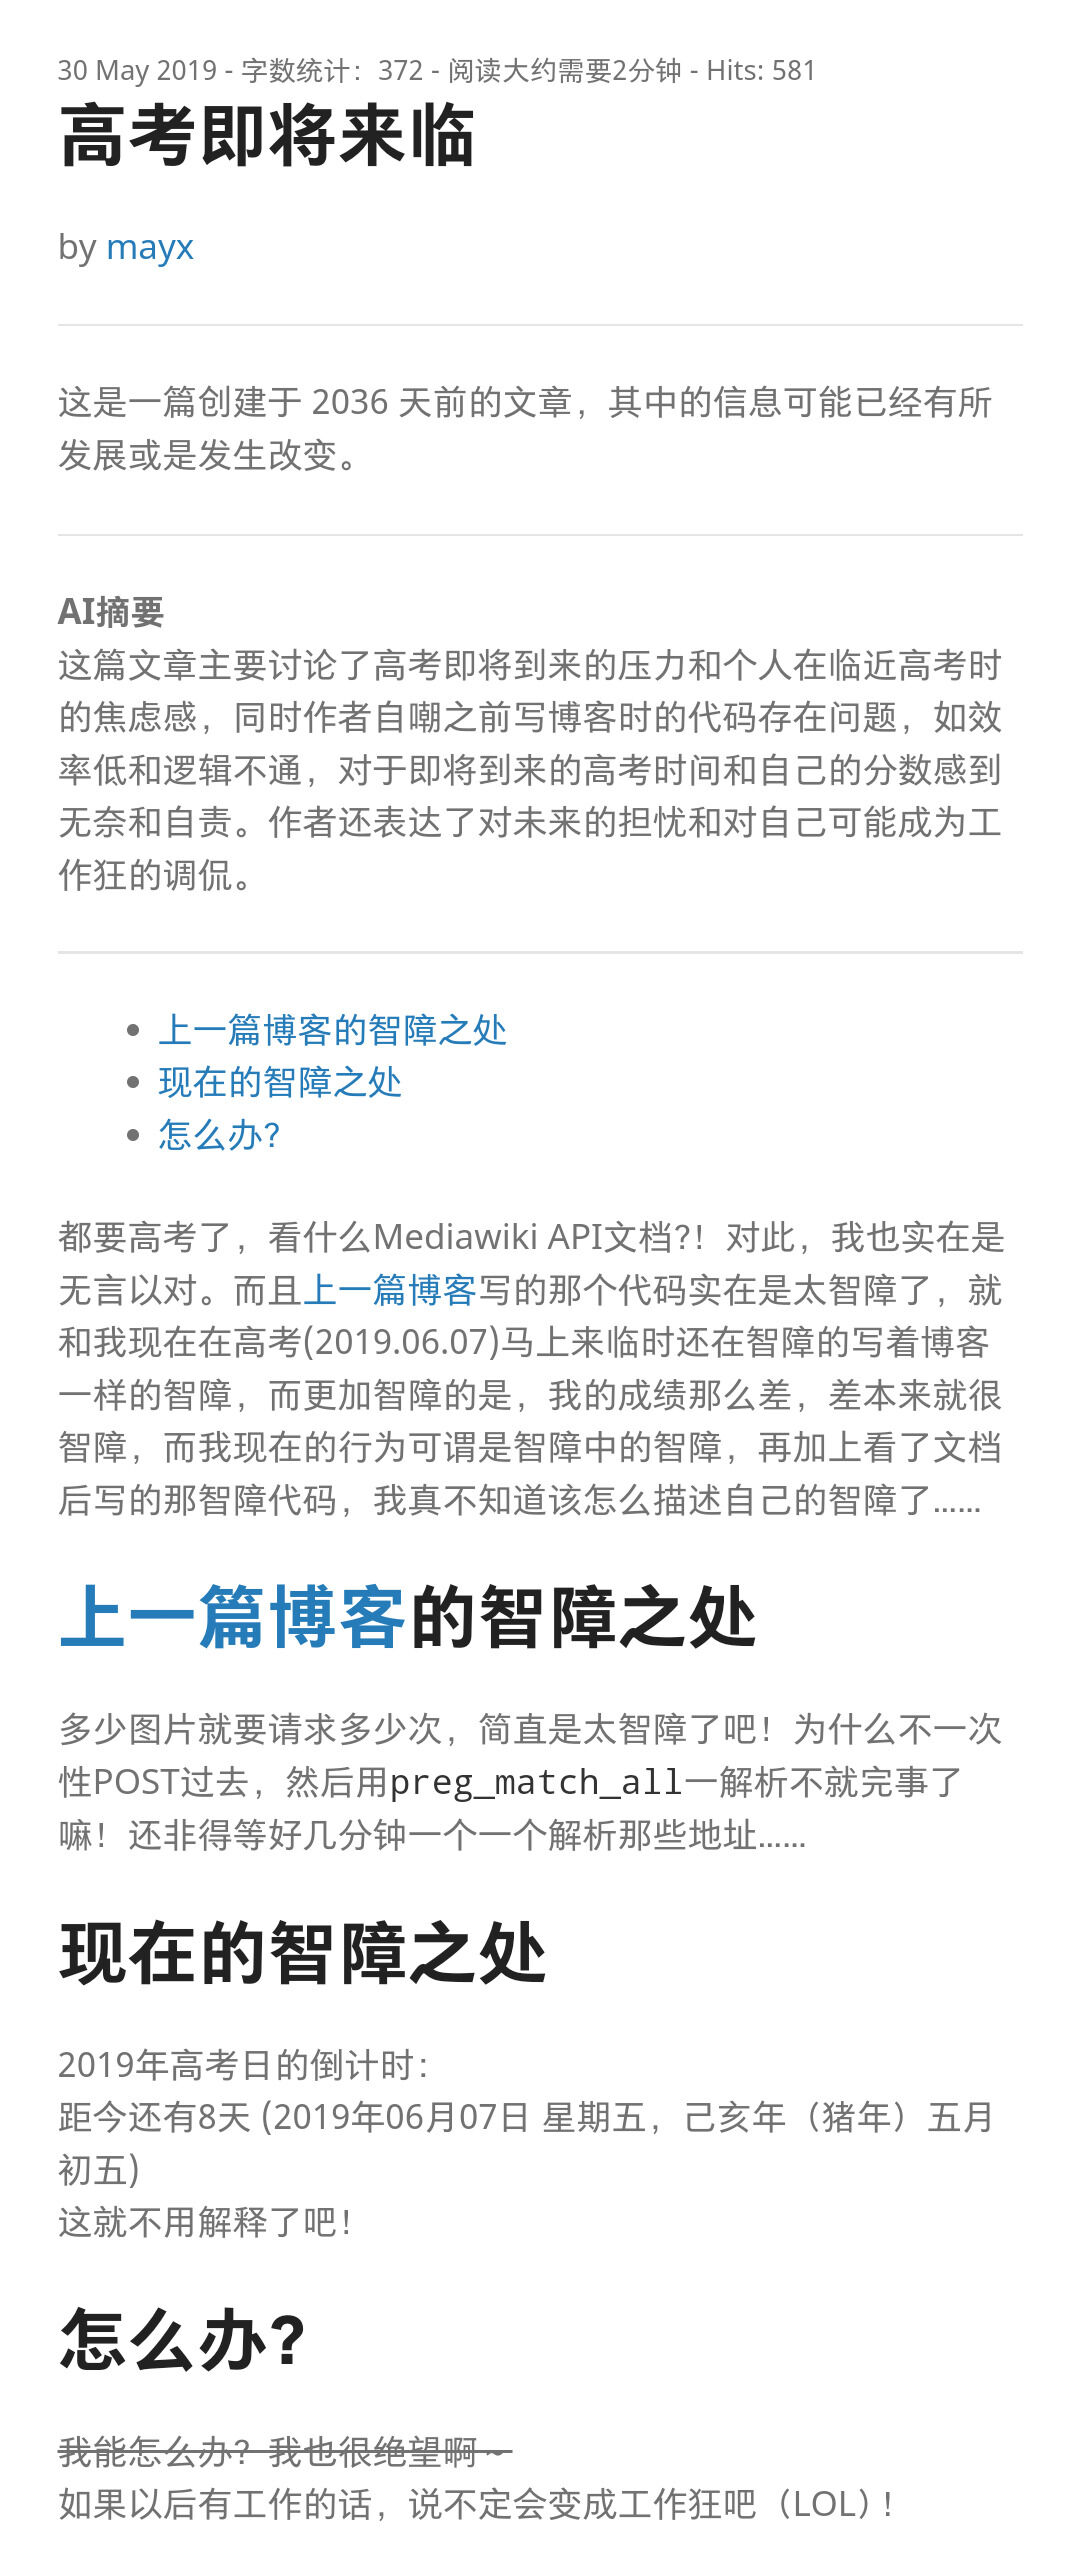 30 May 2019 - 字数统计：372 - 阅读大约需要2分钟 - Hits: 581
高考即将来临
by mayx
这是一篇创建于 2036 天前的文章，其中的信息可能已经有所
发展或是发生改变。
AI摘要
这篇文章主要讨论了高考即将到来的压力和个人在临近高考时
的焦虑感，同时作者自嘲之前写博客时的代码存在问题，如效
率低和逻辑不通，对于即将到来的高考时间和自己的分数感到
无奈和自责。作者还表达了对未来的担忧和对自己可能成为工
作狂的调侃。
上一篇博客的智障之处
现在的智障之处
怎么办？
都要高考了，看什么Mediawiki API文档?！对此，我也实在是
无言以对。而且上一篇博客写的那个代码实在是太智障了，就
和我现在在高考(2019.06.07)马上来临时还在智障的写着博客
一样的智障，而更加智障的是，我的成绩那么差，差本来就很
智障，而我现在的行为可谓是智障中的智障，再加上看了文档
后写的那智障代码，我真不知道该怎么描述自己的智障了……
上一篇博客的智障之处
多少图片就要请求多少次，简直是太智障了吧！为什么不一次
性POST过去，然后用preg_match_all一解析不就完事了
嘛！还非得等好几分钟一个一个解析那些地址……
现在的智障之处
2019年高考日的倒计时：
距今还有8天 (2019年06月07日 星期五，己亥年（猪年）五月
初五)
这就不用解释了吧！
怎么办？
我能怎么办？我也很绝望啊～
如果以后有工作的话，说不定会变成工作狂吧（LOL）！